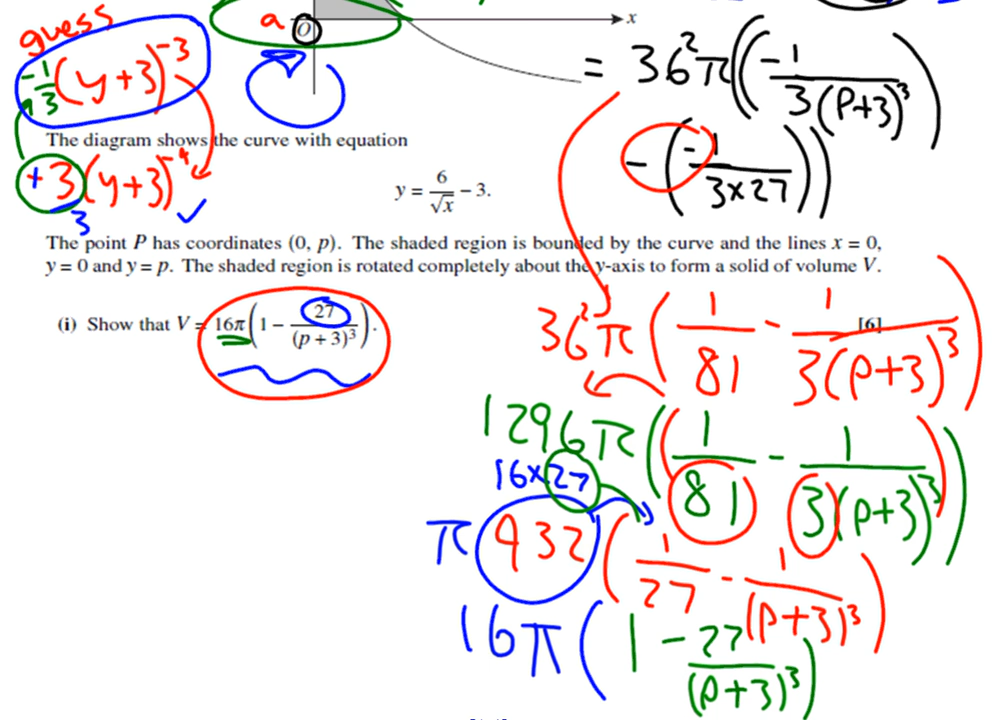 guess
-1/3 (y+3)^-3
a O x
= 36²π((-1/3(p+3)³)
The diagram shows the curve with equation
- (-1/3×27))
+3(y+3)^-4
3 ✓
y = 6/√x − 3.
The point P has coordinates (0, p). The shaded region is bounded by the curve and the lines x = 0,
y = 0 and y = p. The shaded region is rotated completely about the y-axis to form a solid of volume V.
(i) Show that V = 16π(1 − 27/(p + 3)³). [6]
36²π(1/81 - 1/3(p+3)³)
1296π((1/81 - 1/3(p+3)³))
16×27
π 432 (1/27 - 1/(p+3)³)
16π(1 - 27/(p+3)³)